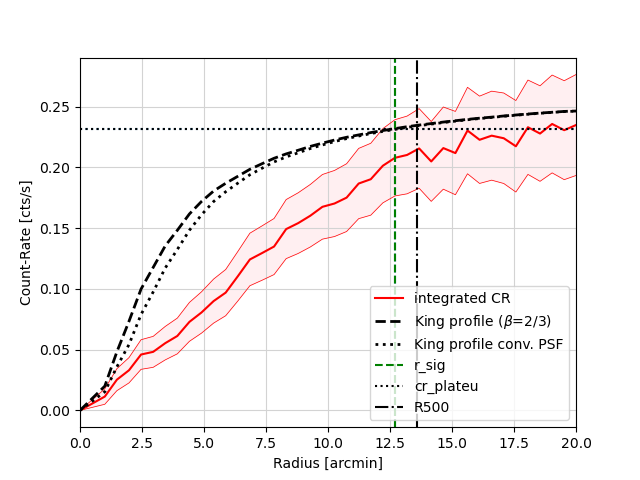 0.25
0.20
0.15
0.10
0.05
0.00
Count-Rate [cts/s]
integrated CR
King profile (β=2/3)
King profile conv. PSF
r_sig
cr_plateu
R500
0.0 2.5 5.0 7.5 10.0 12.5 15.0 17.5 20.0
Radius [arcmin]